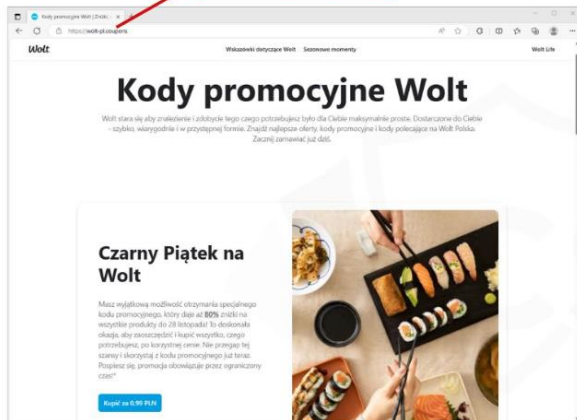 Kody promocyjne Wolt | Zniżki
https://wolt-pl.coupons
Wolt
Wskazówki dotyczące Wolt Sezonowe momenty
Wolt Life
Kody promocyjne Wolt
Wolt stara się aby znalezienie i zdobycie tego czego potrzebujesz było dla Ciebie maksymalnie proste. Dostarczone do Ciebie
- szybko, wiarygodnie i w przystępnej formie. Znajdź najlepsze oferty, kody promocyjne i kody polecające na Wolt Polska.
Zacznij zamawiać już dziś.
Czarny Piątek na
Wolt
Masz wyjątkową możliwość otrzymania specjalnego
kodu promocyjnego, który daje aż 80% zniżki na
wszystkie produkty do 28 listopada! To doskonała
okazja, aby zaoszczędzić i kupić wszystko, czego
potrzebujesz, po korzystnej cenie. Nie przegap tej
szansy i skorzystaj z kodu promocyjnego już teraz.
Pospiesz się, promocja obowiązuje przez ograniczony
czas!"
Kupić za 0,99 PLN